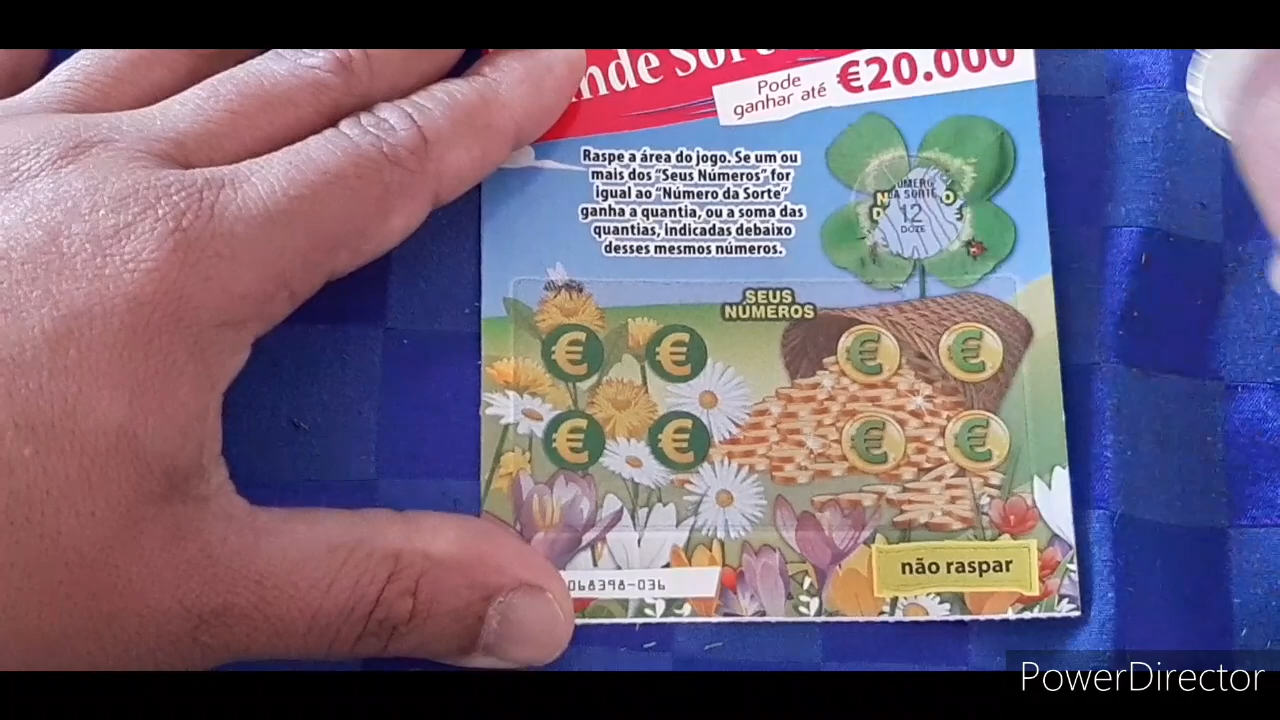 Pode
ganhar até €20.000
Raspe a área do jogo. Se um ou
mais dos “Seus Números” for
igual ao “Número da Sorte”
ganha a quantia, ou a soma das
quantias, indicadas debaixo
desses mesmos números.
12
DOZE
SEUS
NÚMEROS
€ € € €
€ € € €
não raspar
068398-036
PowerDirector